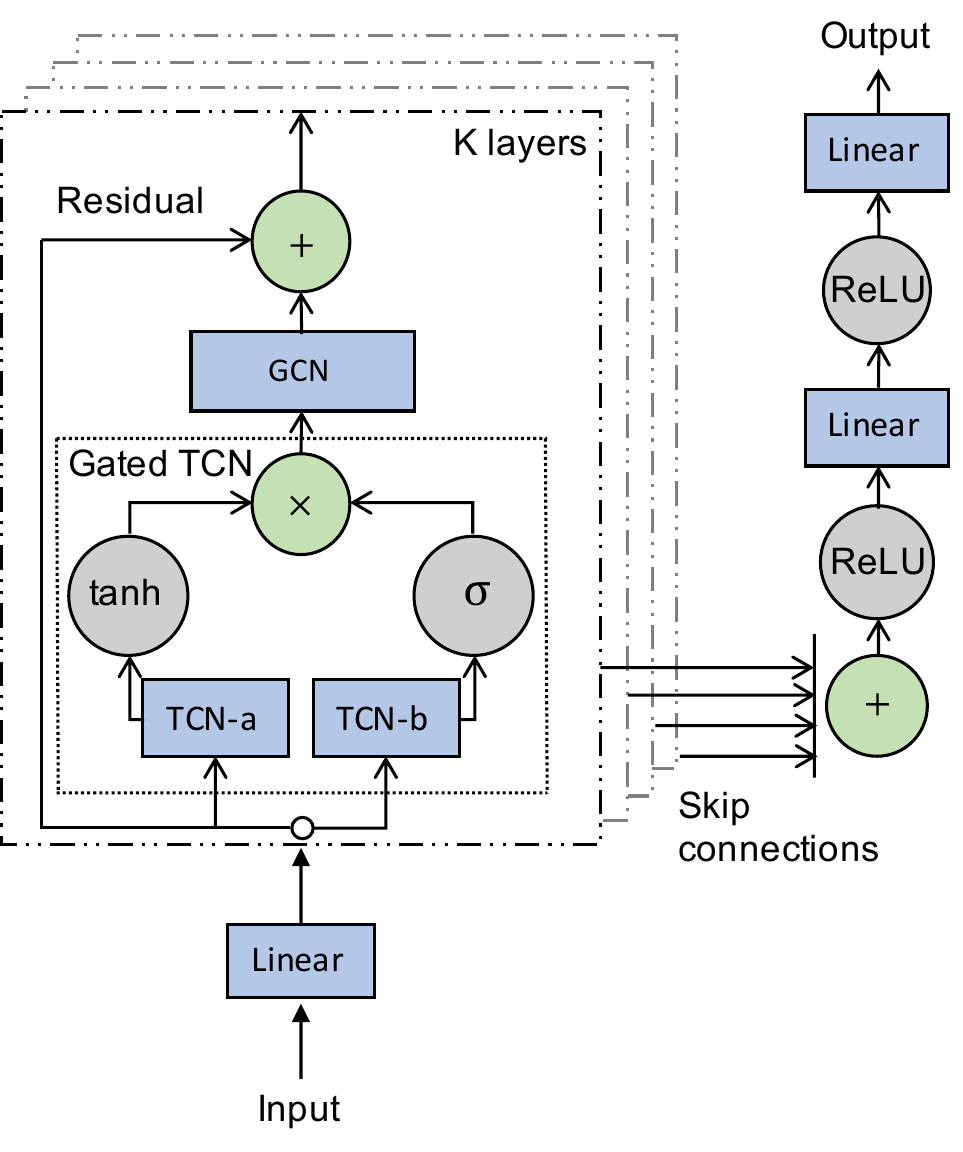 Output
K layers
Linear
Residual
+
ReLU
GCN
Linear
Gated TCN
×
ReLU
tanh
σ
TCN-a
TCN-b
+
Skip
connections
Linear
Input